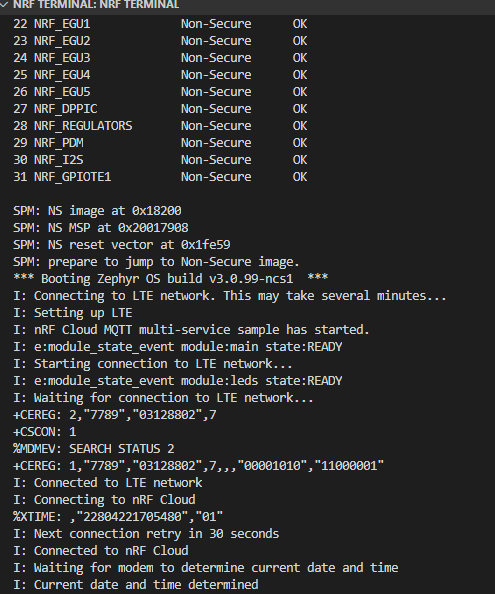 NRF TERMINAL: NRF TERMINAL
22 NRF_EGU1 Non-Secure OK
23 NRF_EGU2 Non-Secure OK
24 NRF_EGU3 Non-Secure OK
25 NRF_EGU4 Non-Secure OK
26 NRF_EGU5 Non-Secure OK
27 NRF_DPPIC Non-Secure OK
28 NRF_REGULATORS Non-Secure OK
29 NRF_PDM Non-Secure OK
30 NRF_I2S Non-Secure OK
31 NRF_GPIOTE1 Non-Secure OK
SPM: NS image at 0x18200
SPM: NS MSP at 0x20017908
SPM: NS reset vector at 0x1fe59
SPM: prepare to jump to Non-Secure image.
*** Booting Zephyr OS build v3.0.99-ncs1 ***
I: Connecting to LTE network. This may take several minutes...
I: Setting up LTE
I: nRF Cloud MQTT multi-service sample has started.
I: e:module_state_event module:main state:READY
I: Starting connection to LTE network...
I: e:module_state_event module:leds state:READY
I: Waiting for connection to LTE network...
+CEREG: 2,"7789","03128802",7
+CSCON: 1
%MDMEV: SEARCH STATUS 2
+CEREG: 1,"7789","03128802",7,,,"00001010","11000001"
I: Connected to LTE network
I: Connecting to nRF Cloud
%XTIME: ,"22804221705480","01"
I: Next connection retry in 30 seconds
I: Connected to nRF Cloud
I: Waiting for modem to determine current date and time
I: Current date and time determined